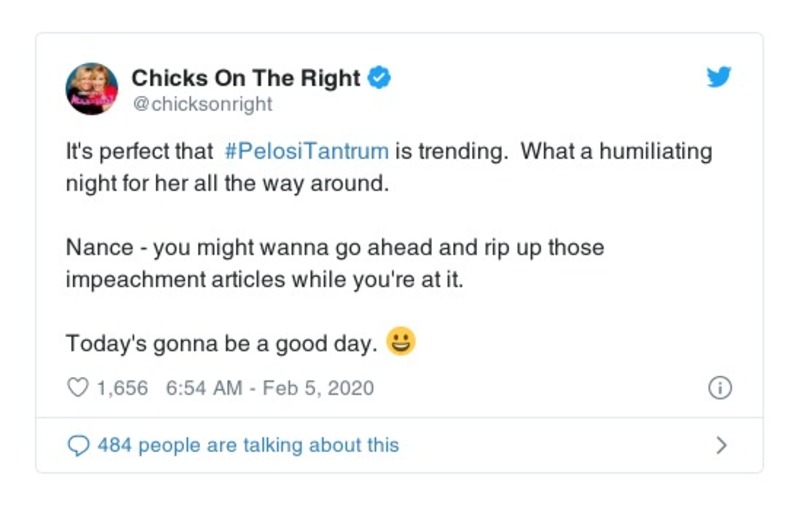 Chicks On The Right
@chicksonright
It's perfect that #PelosiTantrum is trending. What a humiliating
night for her all the way around.
Nance - you might wanna go ahead and rip up those
impeachment articles while you're at it.
Today's gonna be a good day. 😀
1,656 6:54 AM - Feb 5, 2020
484 people are talking about this